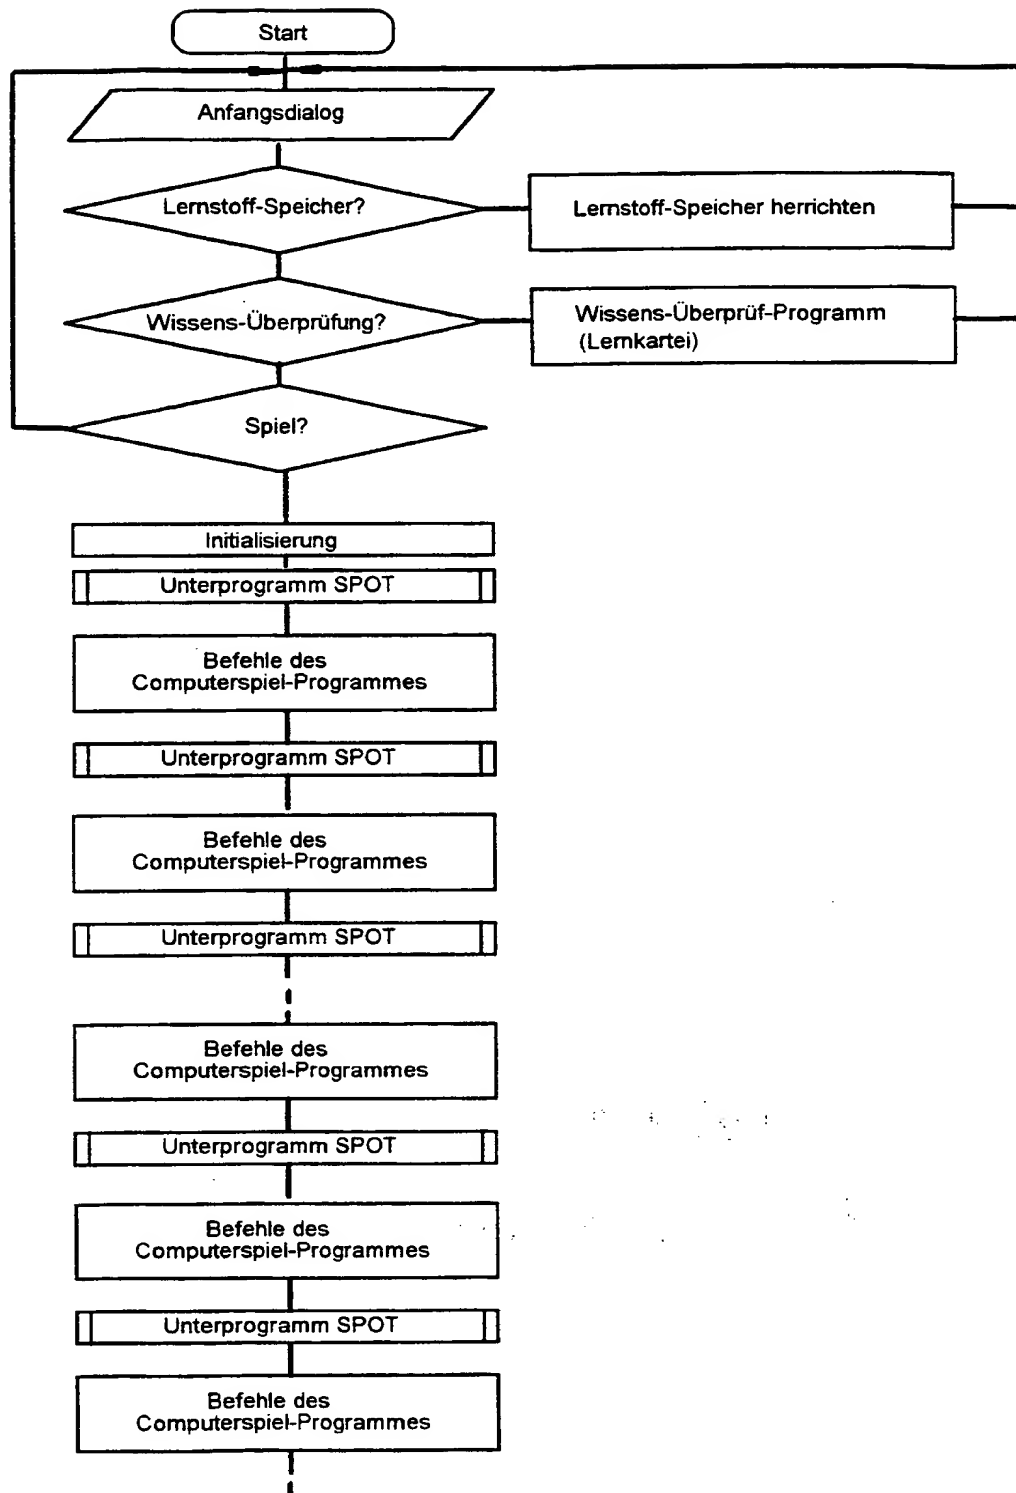 Start
Anfangsdialog
Lernstoff-Speicher?
Lernstoff-Speicher herrichten
Wissens-Überprüfung?
Wissens-Überprüf-Programm
(Lernkartei)
Spiel?
Initialisierung
Unterprogramm SPOT
Befehle des
Computerspiel-Programmes
Unterprogramm SPOT
Befehle des
Computerspiel-Programmes
Unterprogramm SPOT
Befehle des
Computerspiel-Programmes
Unterprogramm SPOT
Befehle des
Computerspiel-Programmes
Unterprogramm SPOT
Befehle des
Computerspiel-Programmes